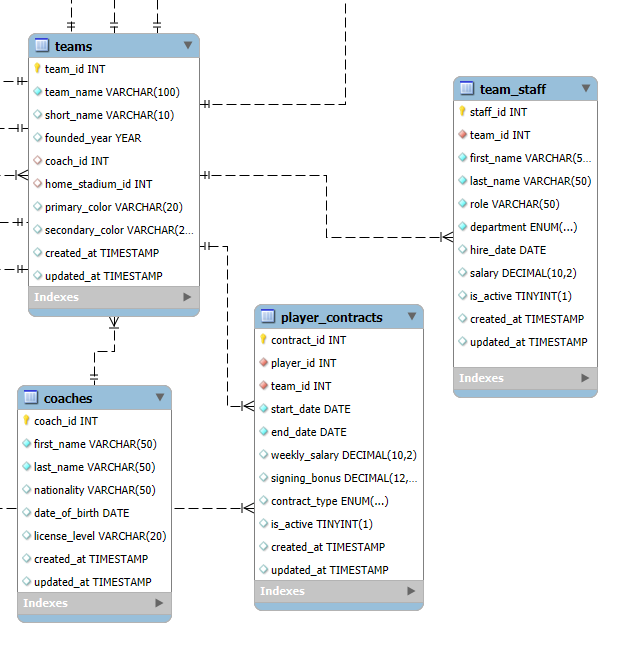 teams
team_id INT
team_name VARCHAR(100)
short_name VARCHAR(10)
founded_year YEAR
coach_id INT
home_stadium_id INT
primary_color VARCHAR(20)
secondary_color VARCHAR(2...
created_at TIMESTAMP
updated_at TIMESTAMP
Indexes
team_staff
staff_id INT
team_id INT
first_name VARCHAR(5...
last_name VARCHAR(50)
role VARCHAR(50)
department ENUM(...)
hire_date DATE
salary DECIMAL(10,2)
is_active TINYINT(1)
created_at TIMESTAMP
updated_at TIMESTAMP
Indexes
player_contracts
contract_id INT
player_id INT
team_id INT
start_date DATE
end_date DATE
weekly_salary DECIMAL(10,2)
signing_bonus DECIMAL(12,...
contract_type ENUM(...)
is_active TINYINT(1)
created_at TIMESTAMP
updated_at TIMESTAMP
Indexes
coaches
coach_id INT
first_name VARCHAR(50)
last_name VARCHAR(50)
nationality VARCHAR(50)
date_of_birth DATE
license_level VARCHAR(20)
created_at TIMESTAMP
updated_at TIMESTAMP
Indexes